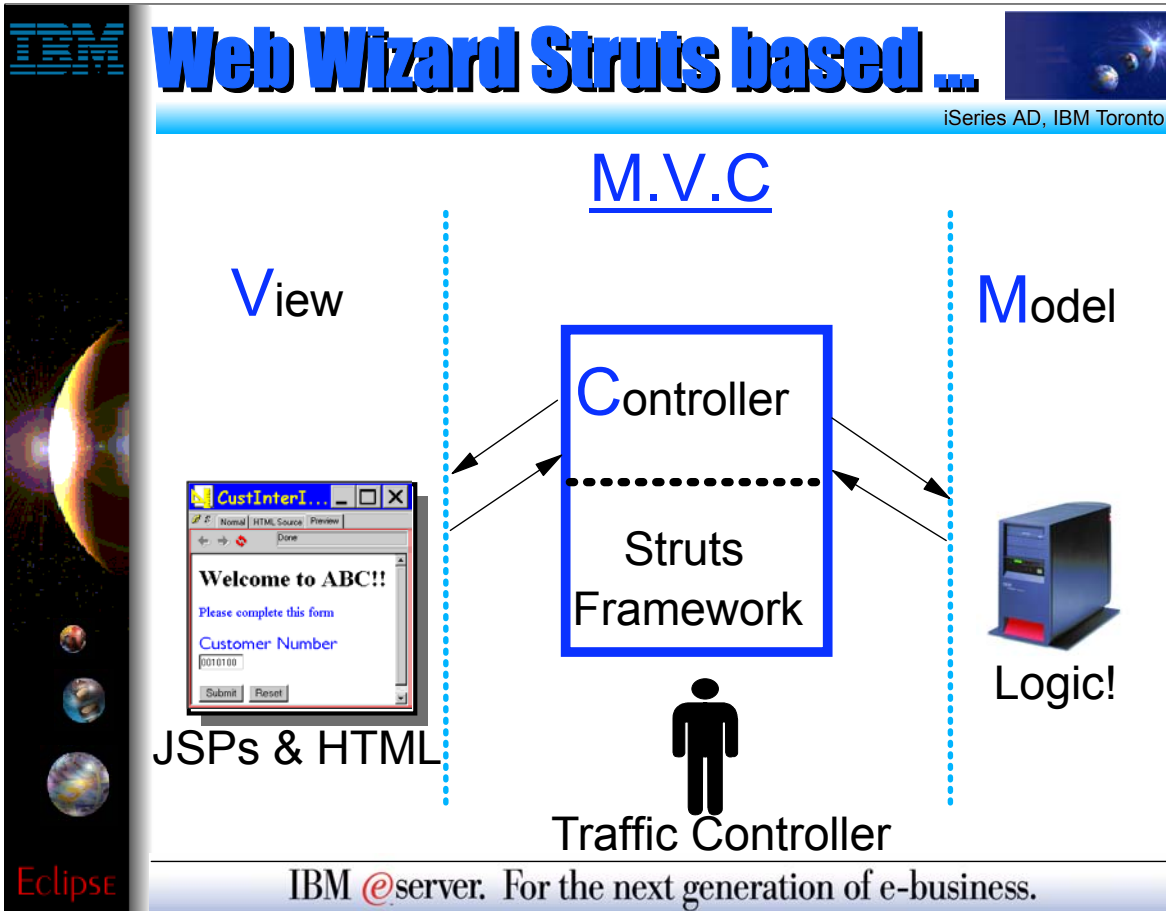 IBM
Web Wizard Struts based ...
iSeries AD, IBM Toronto
M.V.C
View
Model
Controller
Struts
Framework
CustInterI...
Normal HTML Source Preview
Done
Welcome to ABC!!
Please complete this form
Customer Number
0010100
Submit Reset
JSPs & HTML
Logic!
Traffic Controller
Eclipse
IBM @server. For the next generation of e-business.